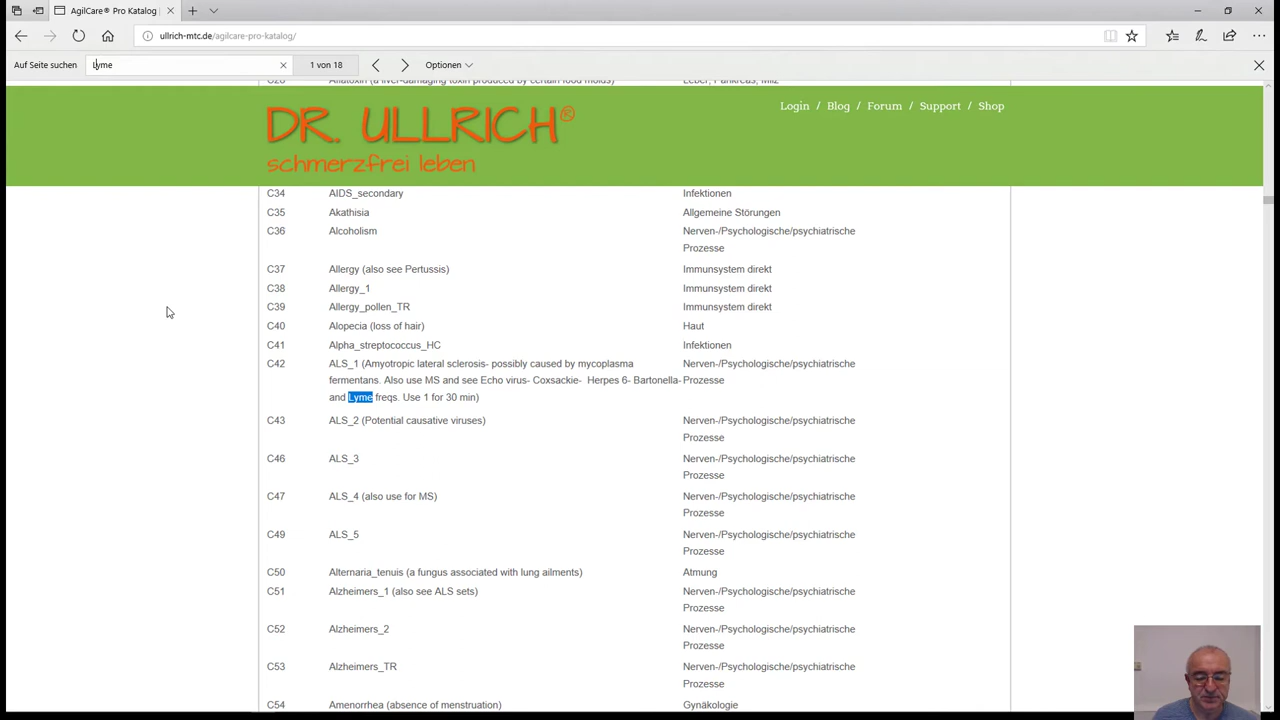 AgilCare® Pro Katalog
ullrich-mtc.de/agilcare-pro-katalog/
Auf Seite suchen Lyme 1 von 18 Optionen
C28 Aflatoxin (a liver-damaging toxin produced by certain food molds) Leber, Pankreas, Milz
Login / Blog / Forum / Support / Shop
DR. ULLRICH®
schmerzfrei leben
C34 AIDS_secondary Infektionen
C35 Akathisia Allgemeine Störungen
C36 Alcoholism Nerven-/Psychologische/psychiatrische
Prozesse
C37 Allergy (also see Pertussis) Immunsystem direkt
C38 Allergy_1 Immunsystem direkt
C39 Allergy_pollen_TR Immunsystem direkt
C40 Alopecia (loss of hair) Haut
C41 Alpha_streptococcus_HC Infektionen
C42 ALS_1 (Amyotropic lateral sclerosis- possibly caused by mycoplasma Nerven-/Psychologische/psychiatrische
fermentans. Also use MS and see Echo virus- Coxsackie- Herpes 6- Bartonella- Prozesse
and Lyme freqs. Use 1 for 30 min)
C43 ALS_2 (Potential causative viruses) Nerven-/Psychologische/psychiatrische
Prozesse
C46 ALS_3 Nerven-/Psychologische/psychiatrische
Prozesse
C47 ALS_4 (also use for MS) Nerven-/Psychologische/psychiatrische
Prozesse
C49 ALS_5 Nerven-/Psychologische/psychiatrische
Prozesse
C50 Alternaria_tenuis (a fungus associated with lung ailments) Atmung
C51 Alzheimers_1 (also see ALS sets) Nerven-/Psychologische/psychiatrische
Prozesse
C52 Alzheimers_2 Nerven-/Psychologische/psychiatrische
Prozesse
C53 Alzheimers_TR Nerven-/Psychologische/psychiatrische
Prozesse
C54 Amenorrhea (absence of menstruation) Gynäkologie